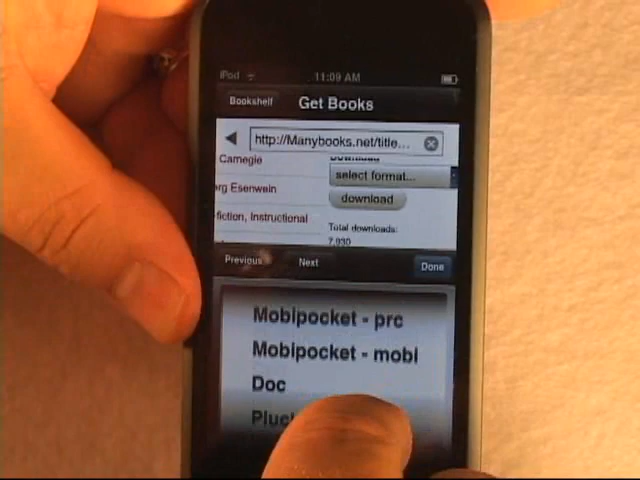 iPod 11:09 AM
Bookshelf Get Books
http://Manybooks.net/title...
Carnegie
select format...
rg Esenwein
download
fiction, Instructional
Total downloads:
7,930
Previous Next Done
Mobipocket - prc
Mobipocket - mobi
Doc